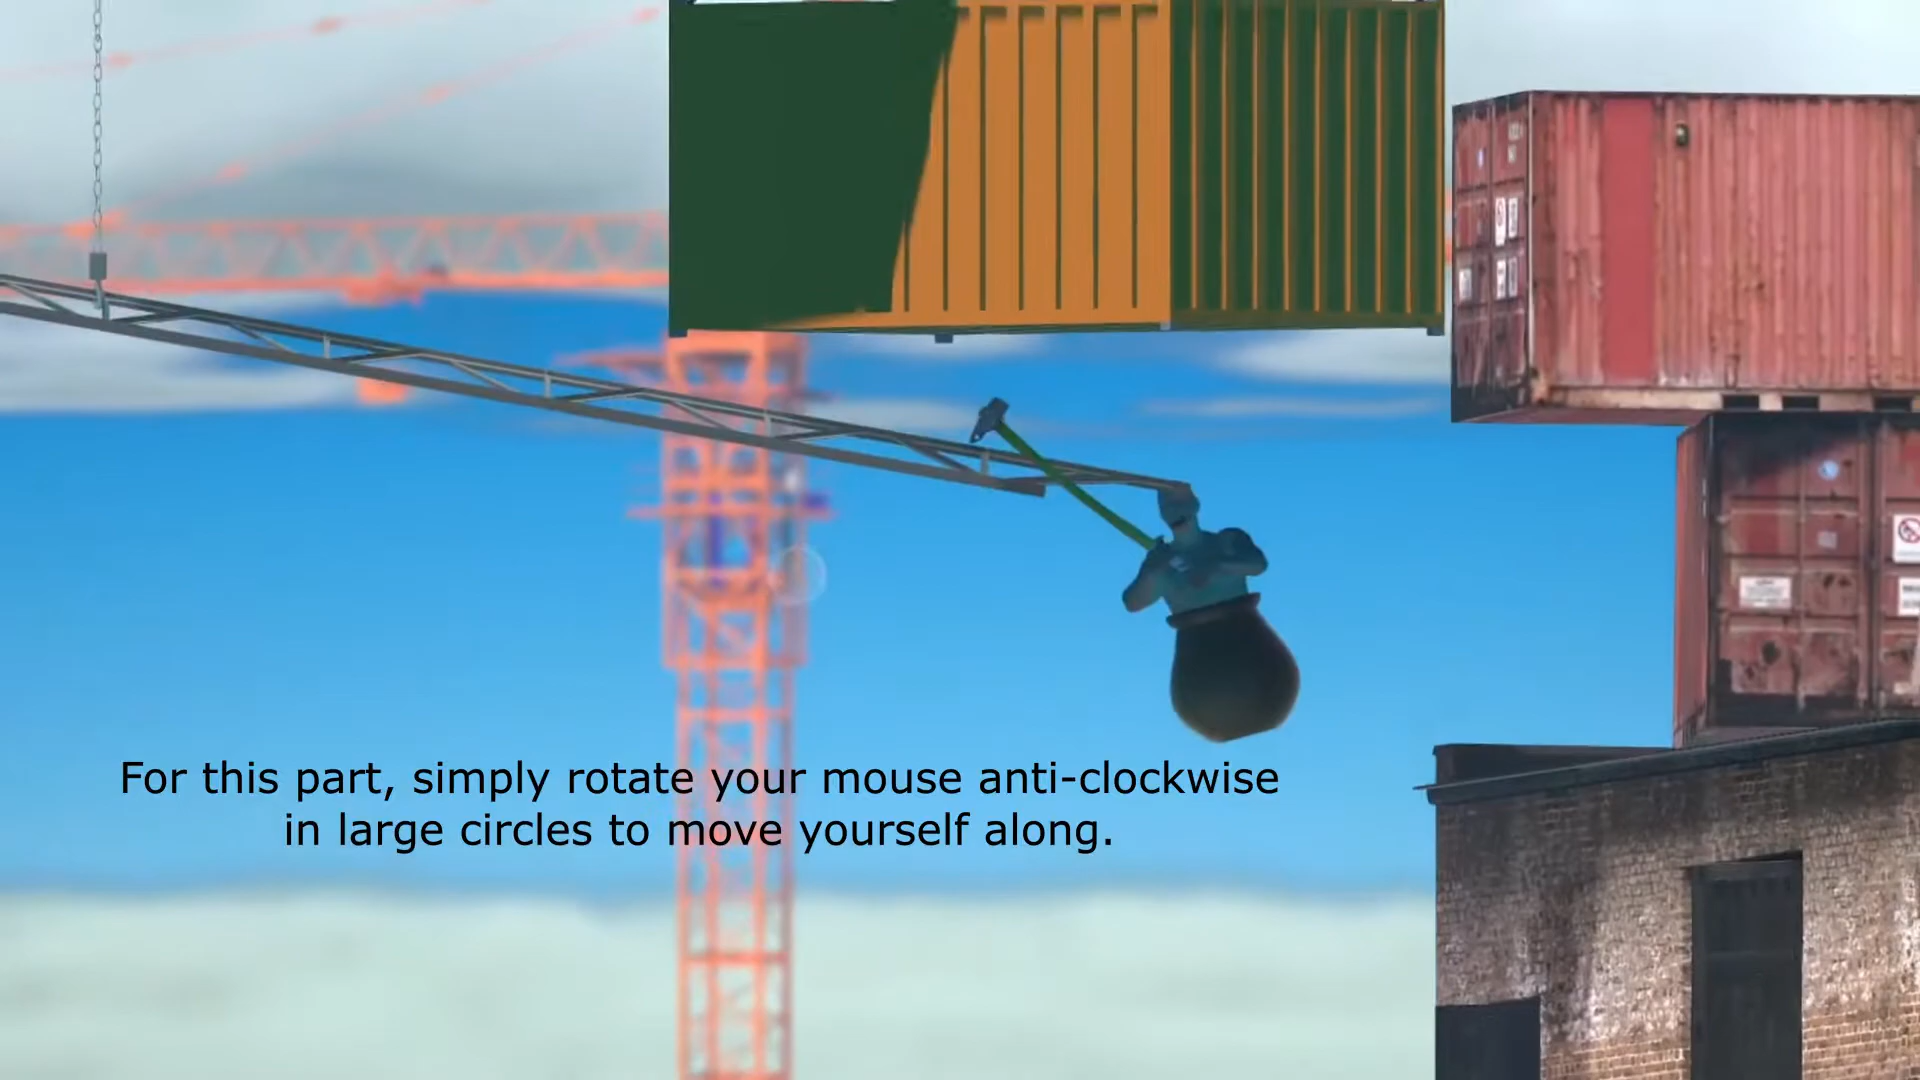 For this part, simply rotate your mouse anti-clockwise
in large circles to move yourself along.